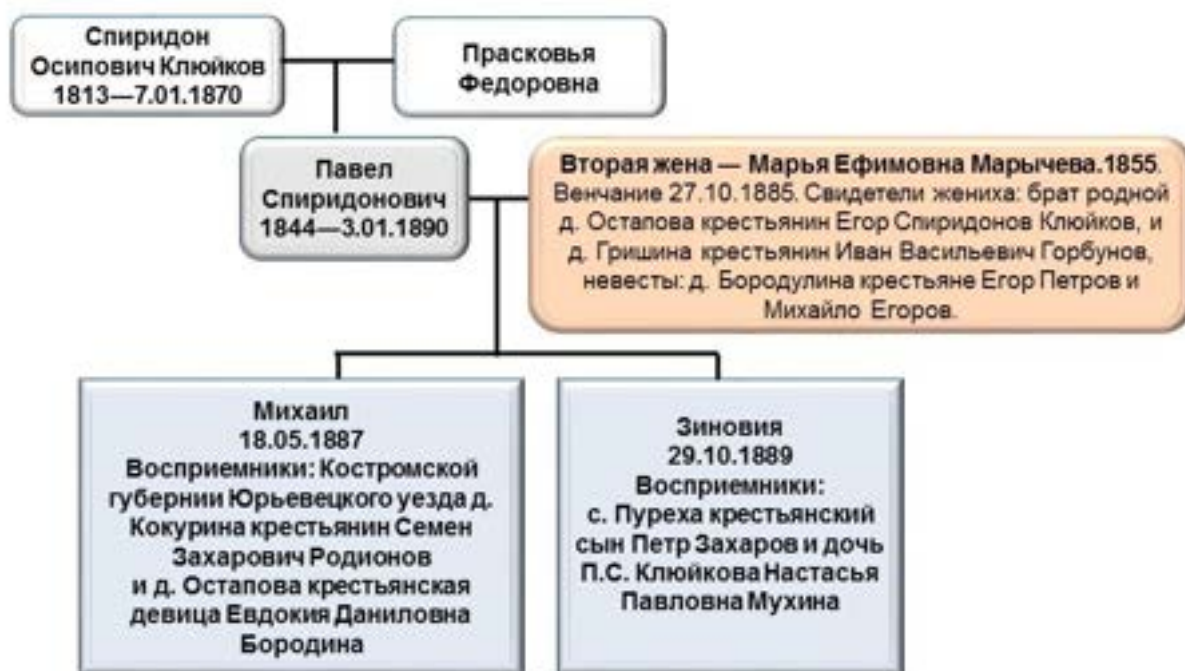 Спиридон
Осипович Клюйков
1813—7.01.1870
Прасковья
Федоровна
Павел
Спиридонович
1844—3.01.1890
Вторая жена — Марья Ефимовна Марычева.1855.
Венчание 27.10.1885. Свидетели жениха: брат родной
д. Остапова крестьянин Егор Спиридонов Клюйков, и
д. Гришина крестьянин Иван Васильевич Горбунов,
невесты: д. Бородулина крестьяне Егор Петров и
Михайло Егоров.
Михаил
18.05.1887
Восприемники: Костромской
губернии Юрьевецкого уезда д.
Кокурина крестьянин Семен
Захарович Родионов
и д. Остапова крестьянская
девица Евдокия Даниловна
Бородина
Зиновия
29.10.1889
Восприемники:
с. Пуреха крестьянский
сын Петр Захаров и дочь
П.С. Клюйкова Настасья
Павловна Мухина